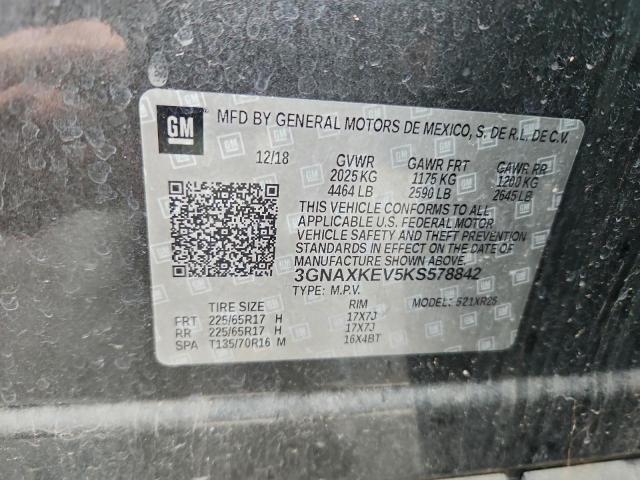 GM MFD BY GENERAL MOTORS DE MEXICO, S. DE R.L. DE C.V.
12/18 GVWR GAWR FRT GAWR RR
2025 KG 1175 KG 1200 KG
4464 LB 2590 LB 2645 LB
THIS VEHICLE CONFORMS TO ALL
APPLICABLE U.S. FEDERAL MOTOR
VEHICLE SAFETY AND THEFT PREVENTION
STANDARDS IN EFFECT ON THE DATE OF
MANUFACTURE SHOWN ABOVE.
3GNAXKEV5KS578842
TYPE: M.P.V. MODEL: 521XR26
TIRE SIZE RIM
FRT 225/65R17 H 17X7J
RR 225/65R17 H 17X7J
SPA T135/70R16 M 16X4BT